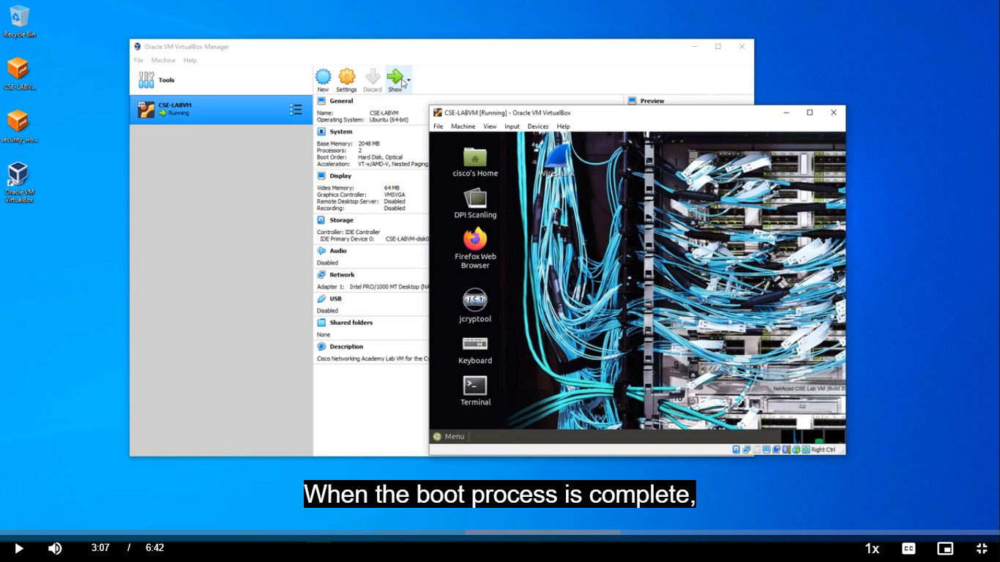 Recycle Bin
CSE-LABV...
security_wo...
Oracle VM
VirtualBox
Oracle VM VirtualBox Manager
File Machine Help
Tools
New Settings Discard Show
CSE-LABVM
Running
General
Name: CSE-LABVM
Operating System: Ubuntu (64-bit)
System
Base Memory: 2048 MB
Processors: 2
Boot Order: Hard Disk, Optical
Acceleration: VT-x/AMD-V, Nested Paging,
Display
Video Memory: 64 MB
Graphics Controller: VMSVGA
Remote Desktop Server: Disabled
Recording: Disabled
Storage
Controller: IDE Controller
IDE Primary Device 0: CSE-LABVM-disk0
Audio
Disabled
Network
Adapter 1: Intel PRO/1000 MT Desktop (NA
USB
Disabled
Shared folders
None
Description
Cisco Networking Academy Lab VM for the Cy
Preview
CSE-LABVM [Running] - Oracle VM VirtualBox
File Machine View Input Devices Help
cisco's Home
Wireshark
DPI Scanling
Firefox Web
Browser
JCT
jcryptool
Keyboard
Terminal
NetAcad CSE Lab VM (Build 20
Menu
Right Ctrl
When the boot process is complete,
3:07 / 6:42
1x
CC